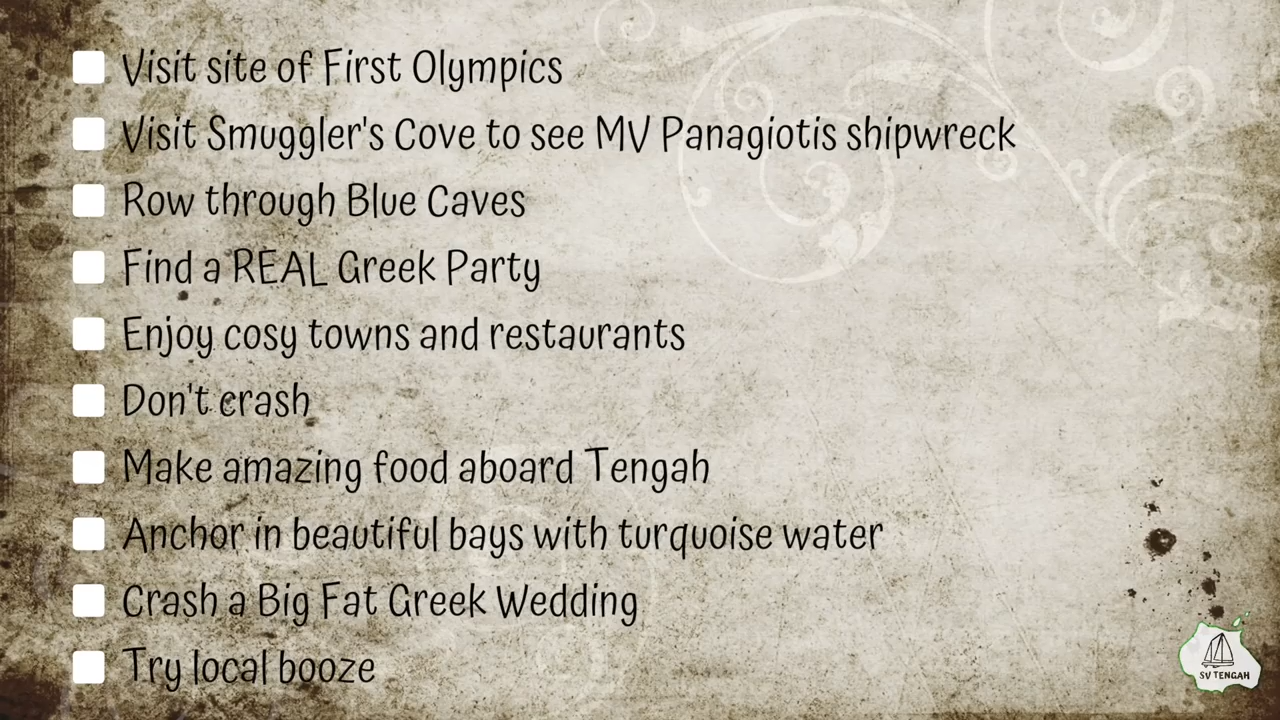 Visit site of First Olympics
Visit Smuggler's Cove to see MV Panagiotis shipwreck
Row through Blue Caves
Find a REAL Greek Party
Enjoy cosy towns and restaurants
Don't crash
Make amazing food aboard Tengah
Anchor in beautiful bays with turquoise water
Crash a Big Fat Greek Wedding
Try local booze
SV TENGAH